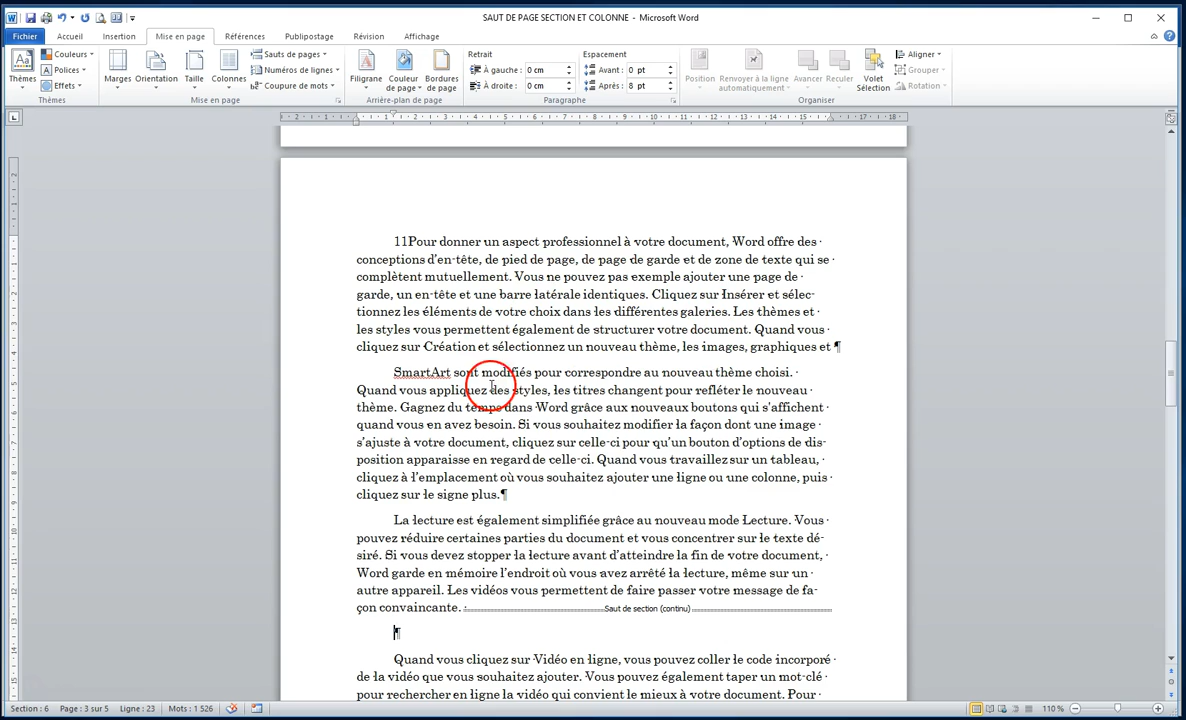 SAUT DE PAGE SECTION ET COLONNE - Microsoft Word
Fichier Accueil Insertion Mise en page Références Publipostage Révision Affichage
Thèmes
Couleurs
Polices
Effets
Thèmes
Marges
Orientation
Taille
Colonnes
Sauts de pages
Numéros de lignes
Coupure de mots
Mise en page
Filigrane
Couleur de page
Bordures de page
Arrière-plan de page
Retrait
À gauche : 0 cm
À droite : 0 cm
Espacement
Avant : 0 pt
Après : 8 pt
Paragraphe
Position
Renvoyer à la ligne automatiquement
Avancer
Reculer
Volet Sélection
Aligner
Grouper
Rotation
Organiser
11Pour donner un aspect professionnel à votre document, Word offre des
conceptions d'en-tête, de pied de page, de page de garde et de zone de texte qui se
complètent mutuellement. Vous ne pouvez pas exemple ajouter une page de
garde, un en-tête et une barre latérale identiques. Cliquez sur Insérer et sélec-
tionnez les éléments de votre choix dans les différentes galeries. Les thèmes et
les styles vous permettent également de structurer votre document. Quand vous
cliquez sur Création et sélectionnez un nouveau thème, les images, graphiques et ¶
SmartArt sont modifiés pour correspondre au nouveau thème choisi.
Quand vous appliquez des styles, les titres changent pour refléter le nouveau
thème. Gagnez du temps dans Word grâce aux nouveaux boutons qui s'affichent
quand vous en avez besoin. Si vous souhaitez modifier la façon dont une image
s'ajuste à votre document, cliquez sur celle-ci pour qu'un bouton d'options de dis-
position apparaisse en regard de celle-ci. Quand vous travaillez sur un tableau,
cliquez à l'emplacement où vous souhaitez ajouter une ligne ou une colonne, puis
cliquez sur le signe plus.¶
La lecture est également simplifiée grâce au nouveau mode Lecture. Vous
pouvez réduire certaines parties du document et vous concentrer sur le texte dé-
siré. Si vous devez stopper la lecture avant d'atteindre la fin de votre document,
Word garde en mémoire l'endroit où vous avez arrêté la lecture, même sur un
autre appareil. Les vidéos vous permettent de faire passer votre message de fa-
çon convaincante. Saut de section (continu)
¶
Quand vous cliquez sur Vidéo en ligne, vous pouvez coller le code incorporé
de la vidéo que vous souhaitez ajouter. Vous pouvez également taper un mot-clé
pour rechercher en ligne la vidéo qui convient le mieux à votre document. Pour
Section : 6 Page : 3 sur 5 Ligne : 23 Mots : 1 526 110 %